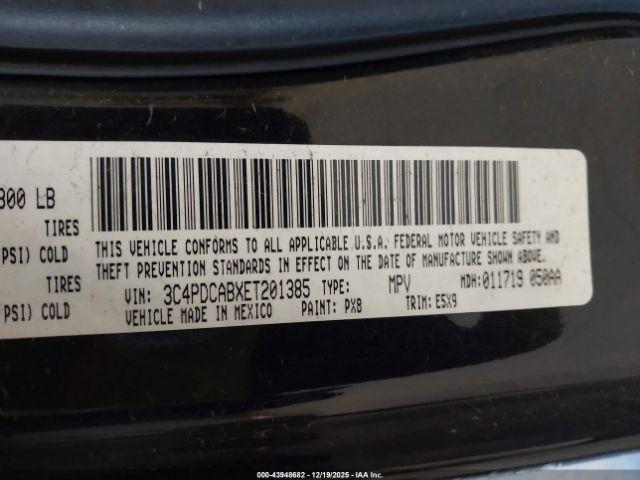 300 LB
TIRES
PSI) COLD
TIRES
PSI) COLD
THIS VEHICLE CONFORMS TO ALL APPLICABLE U.S.A. FEDERAL MOTOR VEHICLE SAFETY AND
THEFT PREVENTION STANDARDS IN EFFECT ON THE DATE OF MANUFACTURE SHOWN ABOVE.
VIN: 3C4PDCABXET201385 TYPE: MPV MDH: 011719 050AA
VEHICLE MADE IN MEXICO PAINT: PX8 TRIM: E5X9
000-43948682 - 12/19/2025 - IAA Inc.